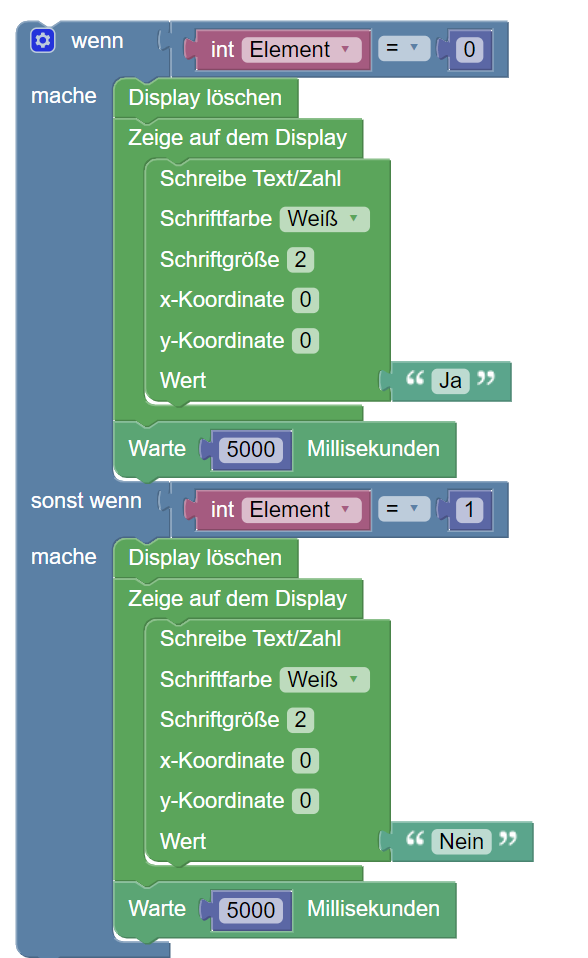 wenn int Element = 0
mache Display löschen
Zeige auf dem Display
Schreibe Text/Zahl
Schriftfarbe Weiß
Schriftgröße 2
x-Koordinate 0
y-Koordinate 0
Wert “ Ja ”
Warte 5000 Millisekunden
sonst wenn int Element = 1
mache Display löschen
Zeige auf dem Display
Schreibe Text/Zahl
Schriftfarbe Weiß
Schriftgröße 2
x-Koordinate 0
y-Koordinate 0
Wert “ Nein ”
Warte 5000 Millisekunden